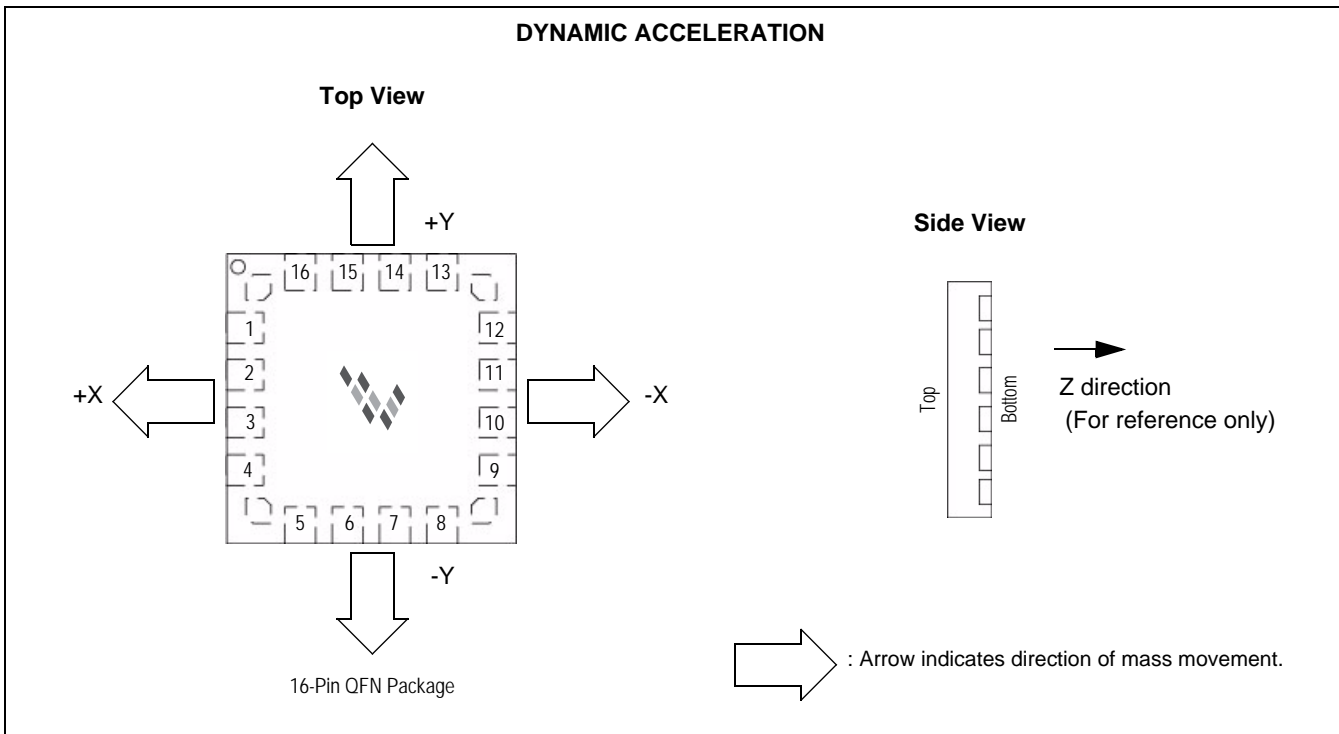 DYNAMIC ACCELERATION
Top View
+Y
16 15 14 13
1
2
3
4
12
11
10
9
5 6 7 8
+X
-X
-Y
16-Pin QFN Package
Side View
Top
Bottom
Z direction
(For reference only)
: Arrow indicates direction of mass movement.